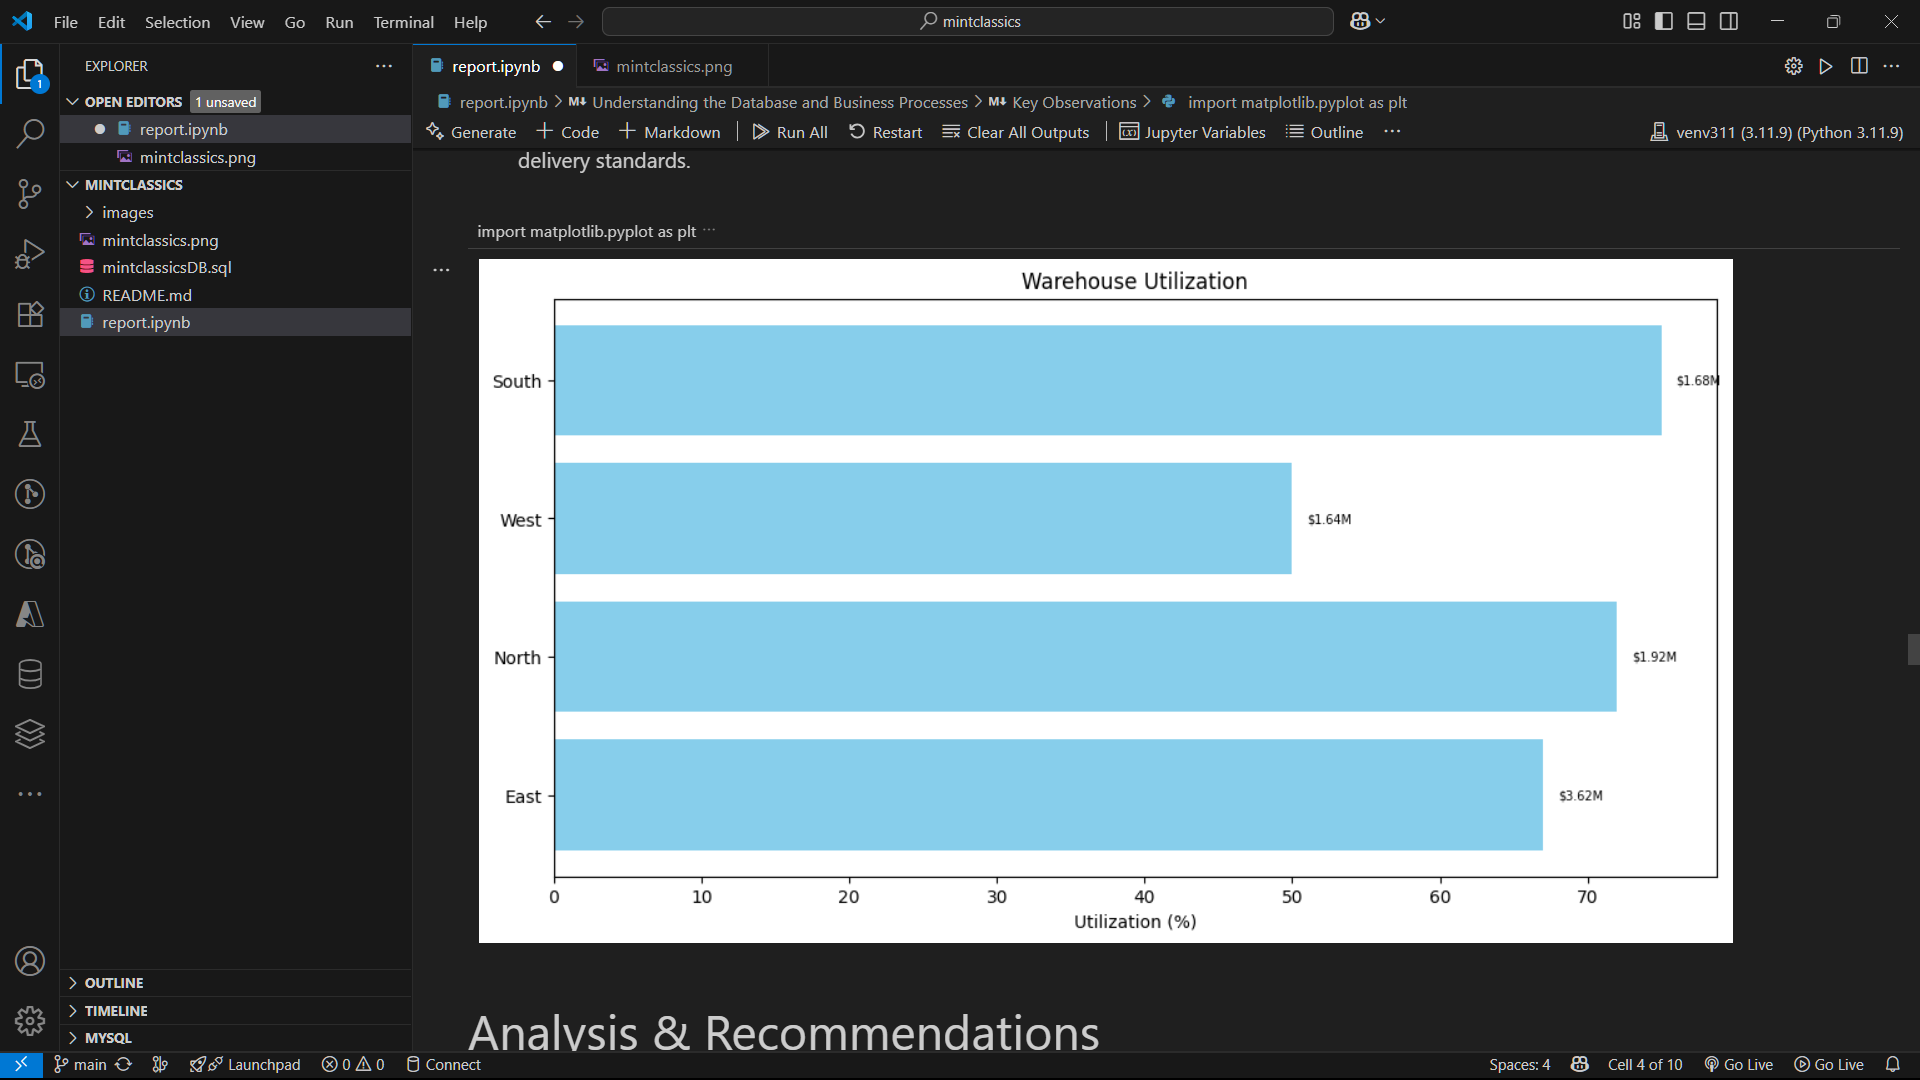 File Edit Selection View Go Run Terminal Help
mintclassics
EXPLORER
OPEN EDITORS 1 unsaved
report.ipynb
mintclassics.png
MINTCLASSICS
images
mintclassics.png
mintclassicsDB.sql
README.md
report.ipynb
OUTLINE
TIMELINE
MYSQL
1
report.ipynb
mintclassics.png
report.ipynb > M↓ Understanding the Database and Business Processes > M↓ Key Observations > import matplotlib.pyplot as plt
Generate + Code + Markdown Run All Restart Clear All Outputs Jupyter Variables Outline ... venv311 (3.11.9) (Python 3.11.9)
delivery standards.
import matplotlib.pyplot as plt ...
Warehouse Utilization
South $1.68M
West $1.64M
North $1.92M
East $3.62M
0 10 20 30 40 50 60 70
Utilization (%)
Analysis & Recommendations
main Launchpad 0 0 Connect Spaces: 4 Cell 4 of 10 Go Live Go Live